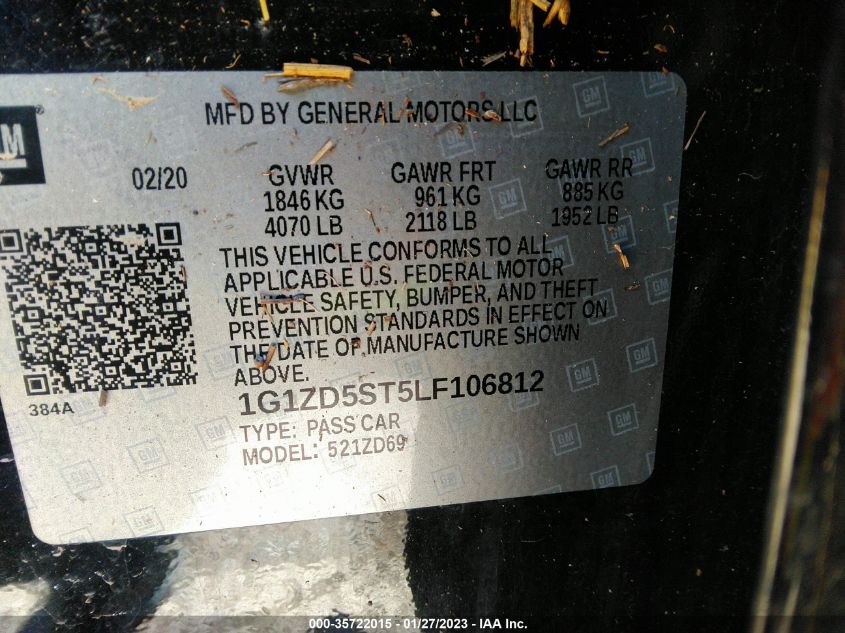 MFD BY GENERAL MOTORS LLC
GM
02/20
GVWR GAWR FRT GAWR RR
1846 KG 961 KG 885 KG
4070 LB 2118 LB 1952 LB
THIS VEHICLE CONFORMS TO ALL
APPLICABLE U.S. FEDERAL MOTOR
VEHICLE SAFETY, BUMPER, AND THEFT
PREVENTION STANDARDS IN EFFECT ON
THE DATE OF MANUFACTURE SHOWN
ABOVE.
384A
1G1ZD5ST5LF106812
TYPE: PASS CAR
MODEL: 521ZD69
000-35722015 — 01/27/2023 — IAA Inc.